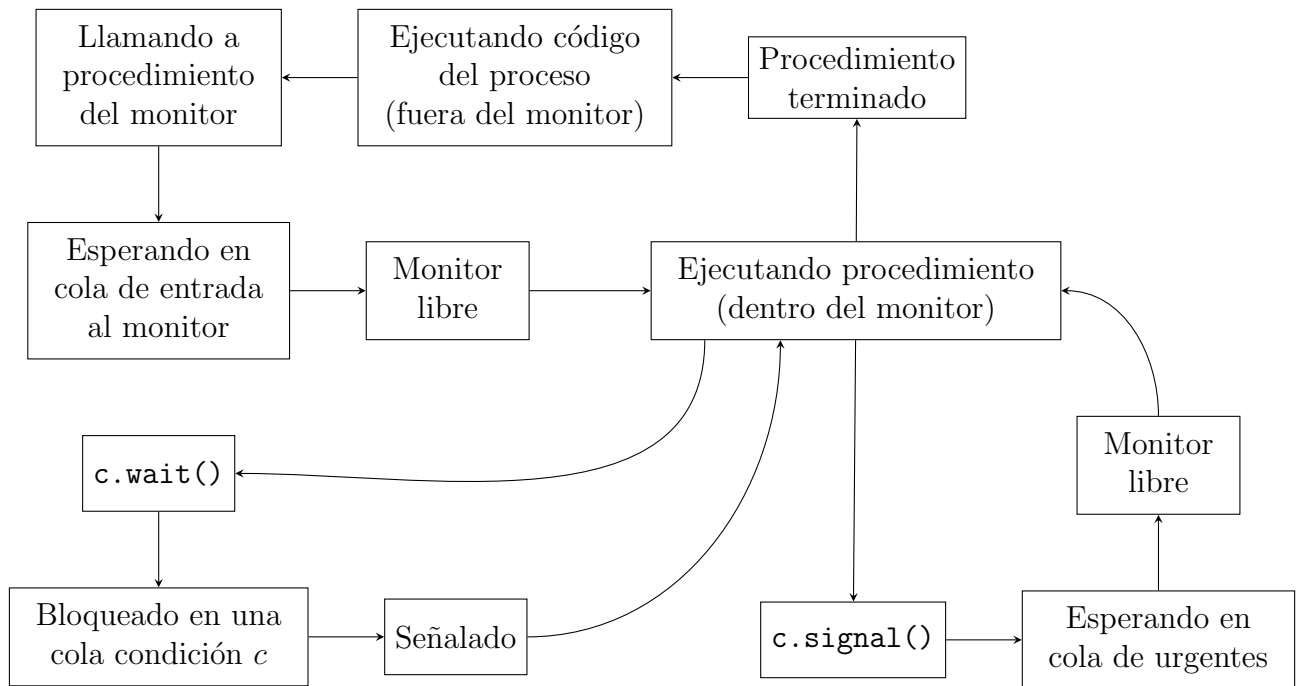 Llamando a
procedimiento
del monitor
Ejecutando código
del proceso
(fuera del monitor)
Procedimiento
terminado
Esperando en
cola de entrada
al monitor
Monitor
libre
Ejecutando procedimiento
(dentro del monitor)
c.wait()
Monitor
libre
Bloqueado en una
cola condición c
Señalado
c.signal()
Esperando en
cola de urgentes